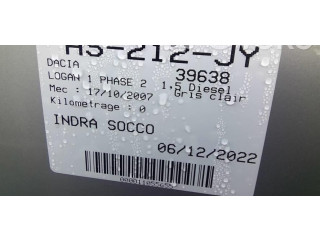 HS-212-JY
DACIA 39638
LOGAN 1 PHASE 2 1,5 Diesel
Mec : 17/10/2007 Gris clair
Kilometrage : 0
INDRA SOCCO
06/12/2022